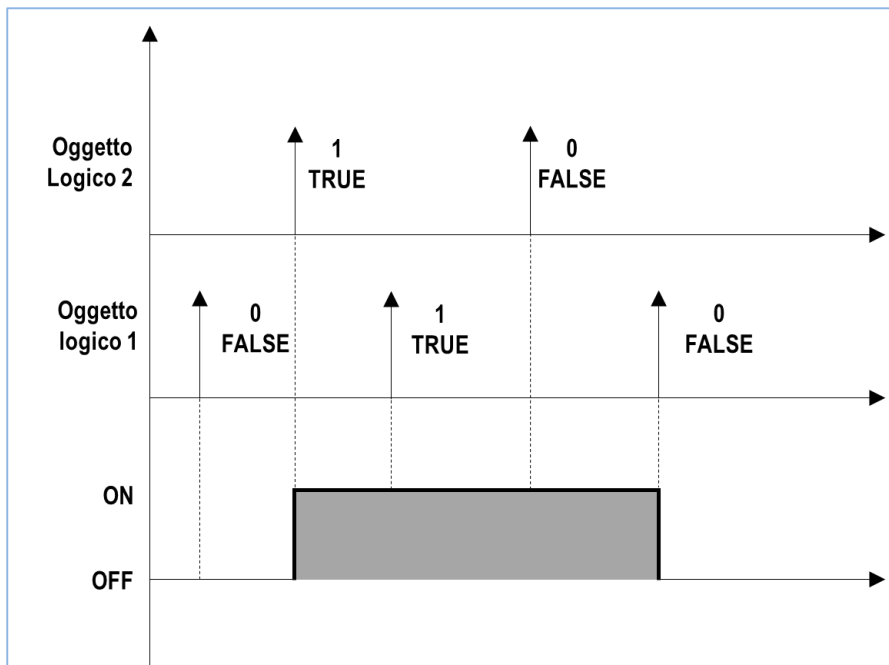 Oggetto
Logico 2
1
TRUE
0
FALSE
Oggetto
logico 1
0
FALSE
1
TRUE
0
FALSE
ON
OFF